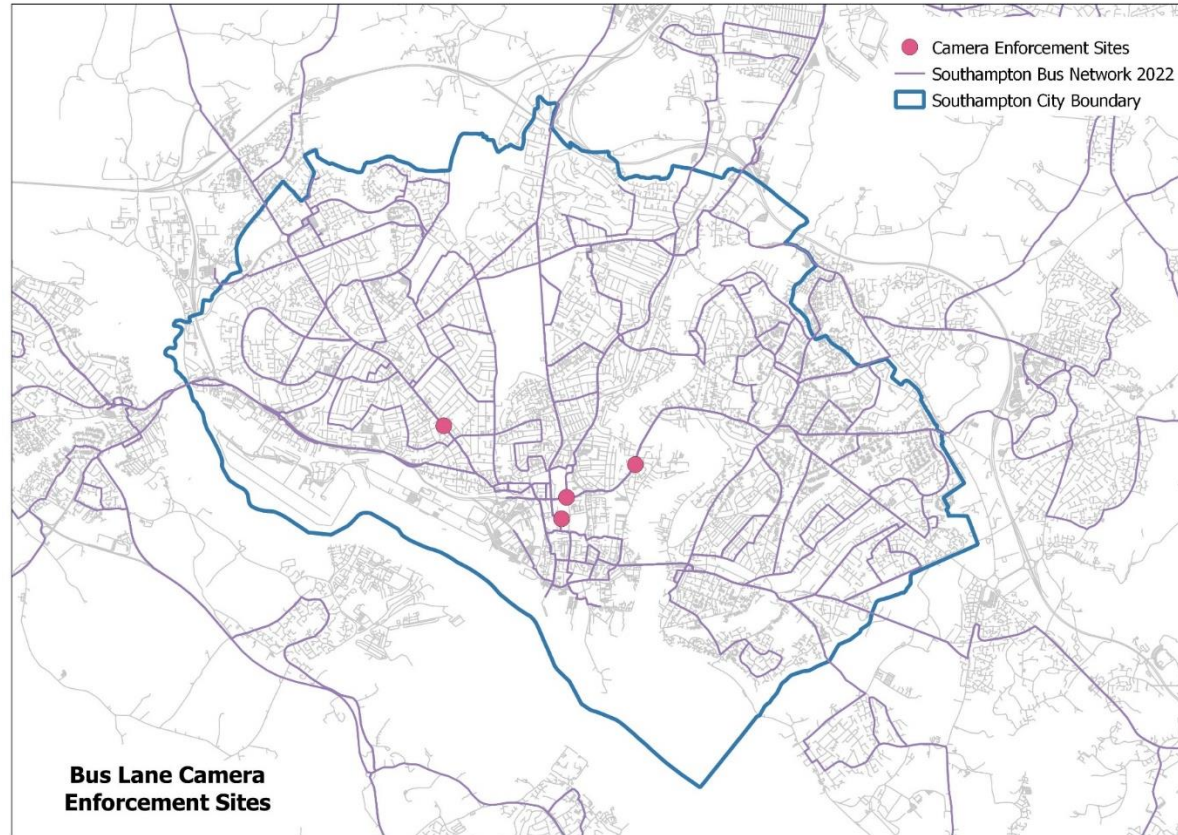 Camera Enforcement Sites
Southampton Bus Network 2022
Southampton City Boundary
Bus Lane Camera
Enforcement Sites